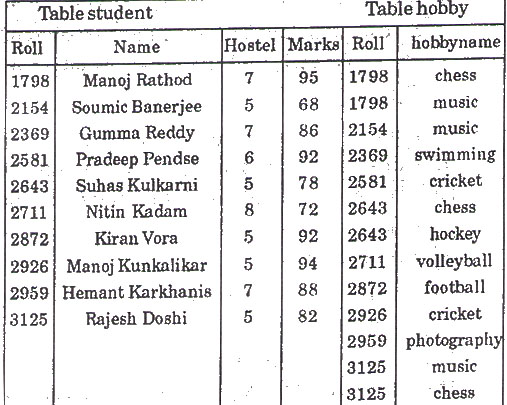 Table student Table hobby
Roll Name Hostel Marks Roll hobbyname
1798 Manoj Rathod 7 95 1798 chess
2154 Soumic Banerjee 5 68 1798 music
2369 Gumma Reddy 7 86 2154 music
2581 Pradeep Pendse 6 92 2369 swimming
2643 Suhas Kulkarni 5 78 2581 cricket
2711 Nitin Kadam 8 72 2643 chess
2872 Kiran Vora 5 92 2643 hockey
2926 Manoj Kunkalikar 5 94 2711 volleyball
2959 Hemant Karkhanis 7 88 2872 football
3125 Rajesh Doshi 5 82 2926 cricket
2959 photography
3125 music
3125 chess